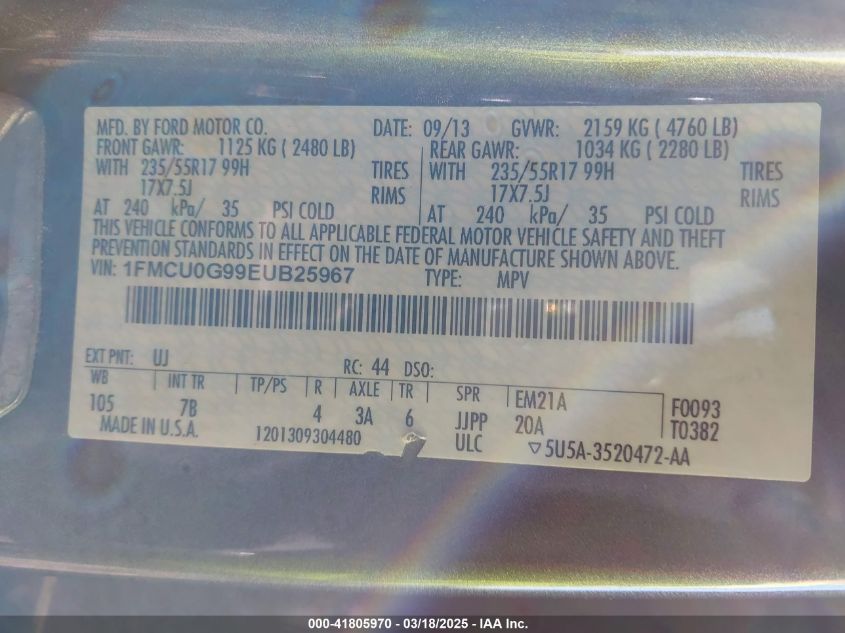 MFD. BY FORD MOTOR CO. DATE: 09/13 GVWR: 2159 KG ( 4760 LB)
FRONT GAWR: 1125 KG ( 2480 LB) REAR GAWR: 1034 KG ( 2280 LB)
WITH 235/55R17 99H TIRES WITH 235/55R17 99H TIRES
17X7.5J RIMS 17X7.5J RIMS
AT 240 kPa/ 35 PSI COLD AT 240 kPa/ 35 PSI COLD
THIS VEHICLE CONFORMS TO ALL APPLICABLE FEDERAL MOTOR VEHICLE SAFETY AND THEFT
PREVENTION STANDARDS IN EFFECT ON THE DATE OF MANUFACTURE SHOWN ABOVE.
VIN: 1FMCU0G99EUB25967 TYPE: MPV
EXT PNT: UJ RC: 44 DSO:
WB INT TR TP/PS R AXLE TR SPR EM21A F0093
105 7B 4 3A 6 JJPP 20A T0382
MADE IN U.S.A. 1201309304480 ULC ▽5U5A-3520472-AA
000-41805970 - 03/18/2025 - IAA Inc.